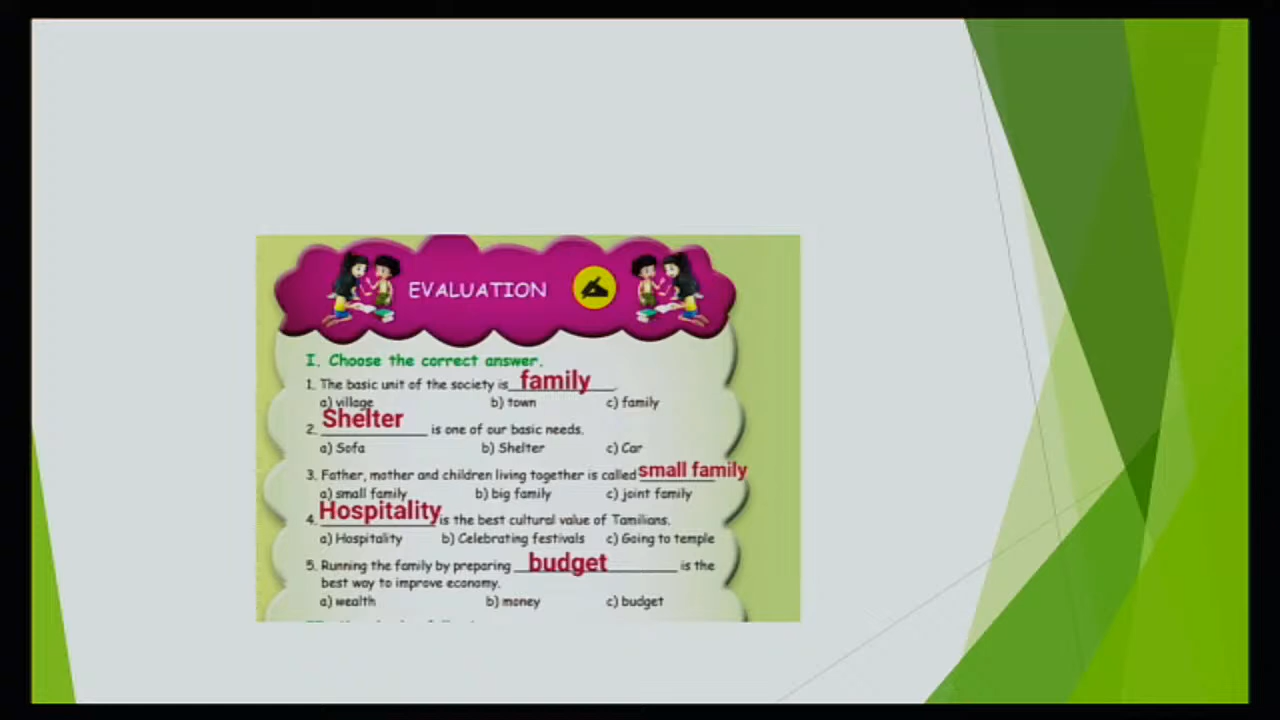 EVALUATION
I. Choose the correct answer.
1. The basic unit of the society is family.
a) village b) town c) family
2. Shelter is one of our basic needs.
a) Sofa b) Shelter c) Car
3. Father, mother and children living together is called small family
a) small family b) big family c) joint family
4. Hospitality is the best cultural value of Tamilians.
a) Hospitality b) Celebrating festivals c) Going to temple
5. Running the family by preparing budget is the
best way to improve economy.
a) wealth b) money c) budget